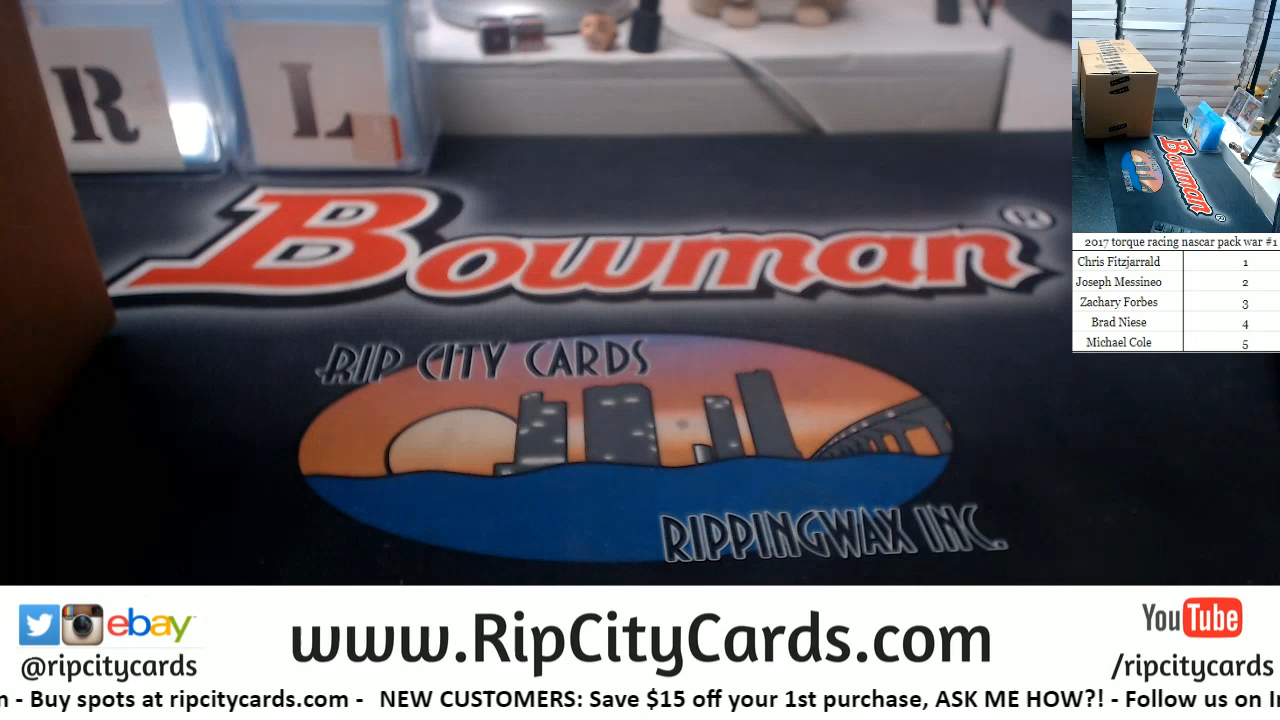 R L
Bowman®
RIP CITY CARDS
RIPPINGWAX INC.
Bowman
2017 torque racing nascar pack war #1
Chris Fitzjarrald 1
Joseph Messineo 2
Zachary Forbes 3
Brad Niese 4
Michael Cole 5
ebay
@ripcitycards
www.RipCityCards.com
YouTube
/ripcitycards
n - Buy spots at ripcitycards.com - NEW CUSTOMERS: Save $15 off your 1st purchase, ASK ME HOW?! - Follow us on In